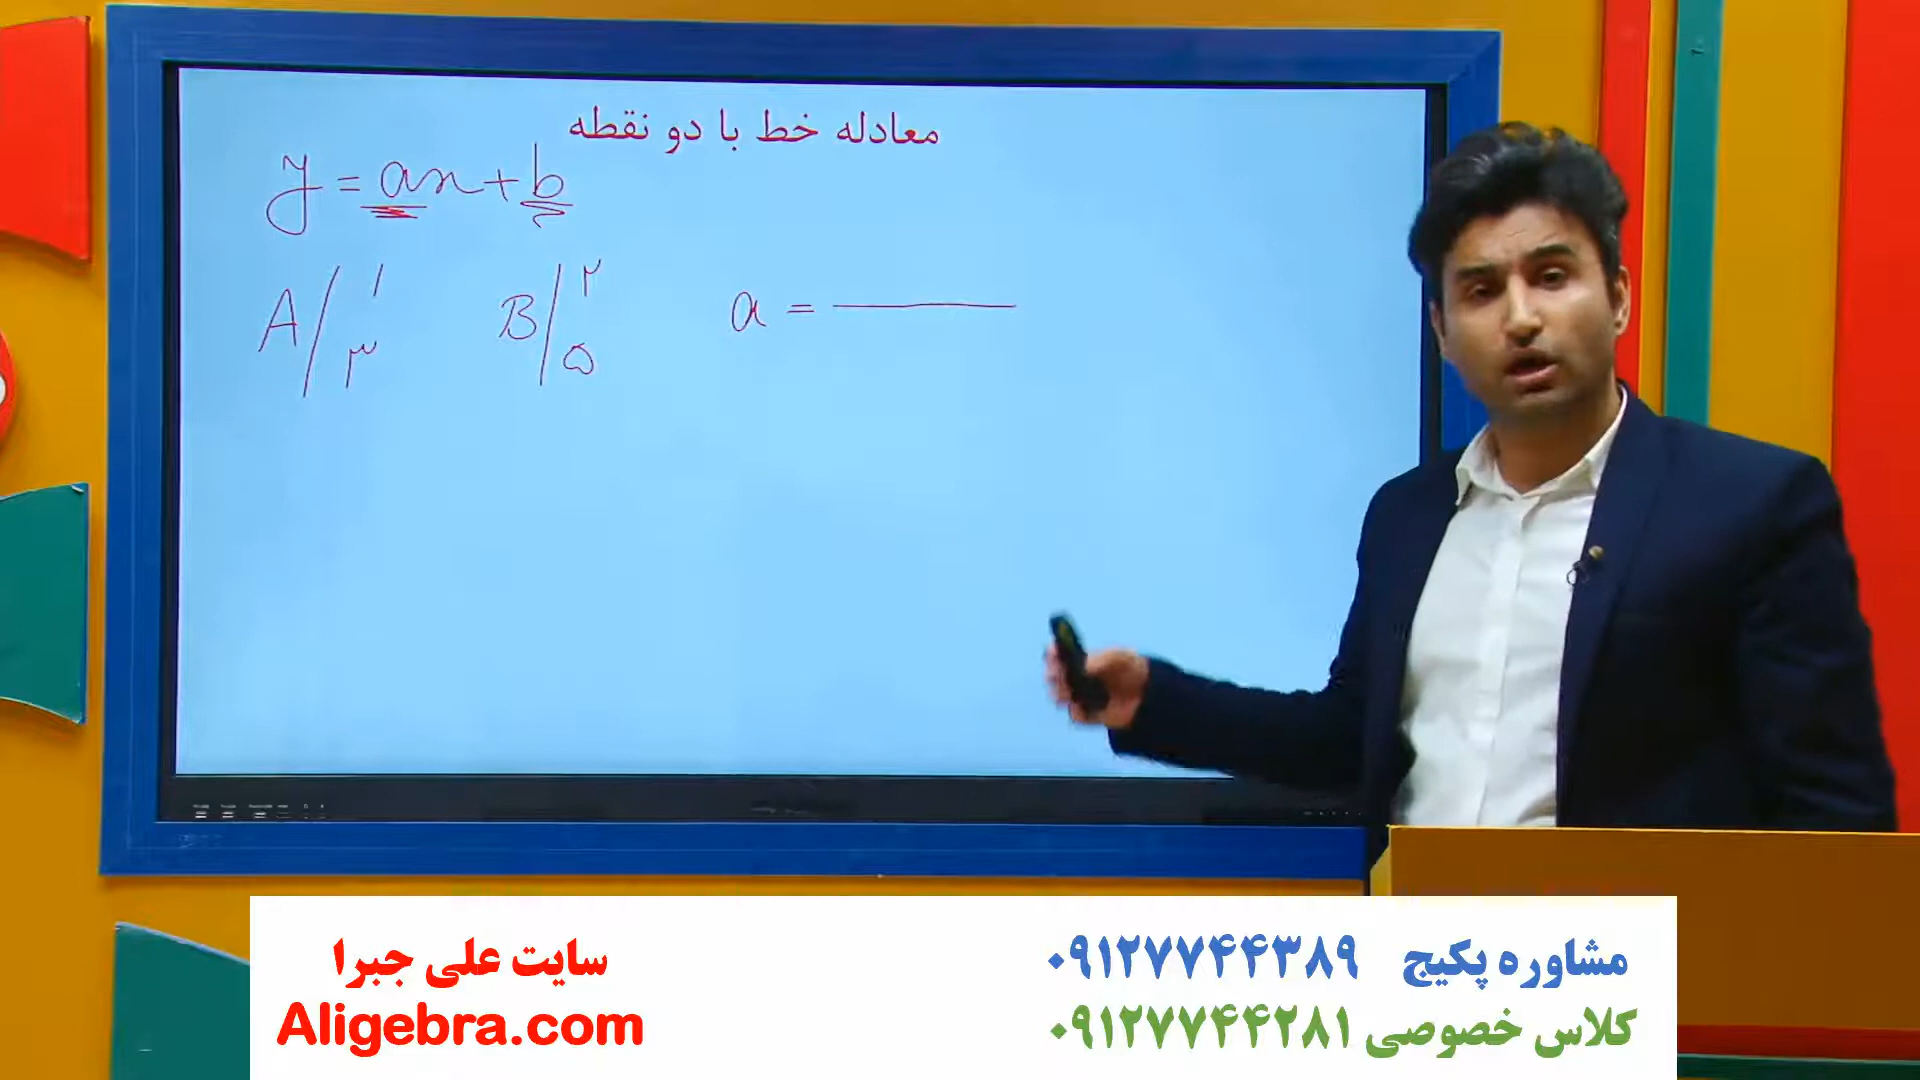 معادله خط با دو نقطه
y = ax + b
A / ۱ ۳
B / ۲ ۵
a =
سایت علی جبرا
Aligebra.com
مشاوره پکیج ۰۹۱۲۷۷۴۴۳۸۹
کلاس خصوصی ۰۹۱۲۷۷۴۴۲۸۱